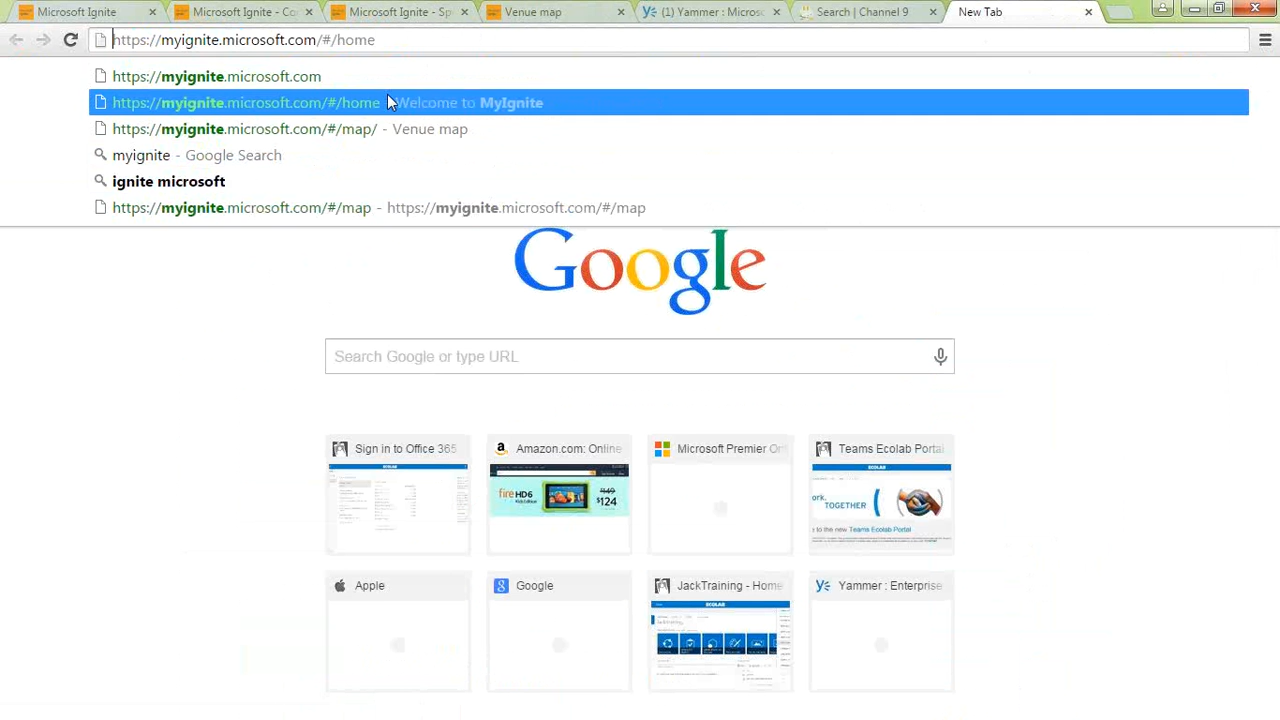 Microsoft Ignite
Microsoft Ignite - Co
Microsoft Ignite - Sp
Venue map
(1) Yammer : Micros
Search | Channel 9
New Tab
https://myignite.microsoft.com/#/home
https://myignite.microsoft.com
https://myignite.microsoft.com/#/home - Welcome to MyIgnite
https://myignite.microsoft.com/#/map/ - Venue map
myignite - Google Search
ignite microsoft
https://myignite.microsoft.com/#/map - https://myignite.microsoft.com/#/map
Google
Search Google or type URL
Sign in to Office 365
Amazon.com: Online
Microsoft Premier On
Teams Ecolab Portal
ECOLAB
fireHD6
$149
$124
ECOLAB
ork.
TOGETHER
s to the new Teams Ecolab Portal
Apple
Google
JackTraining - Home
Yammer : Enterprise
ECOLAB